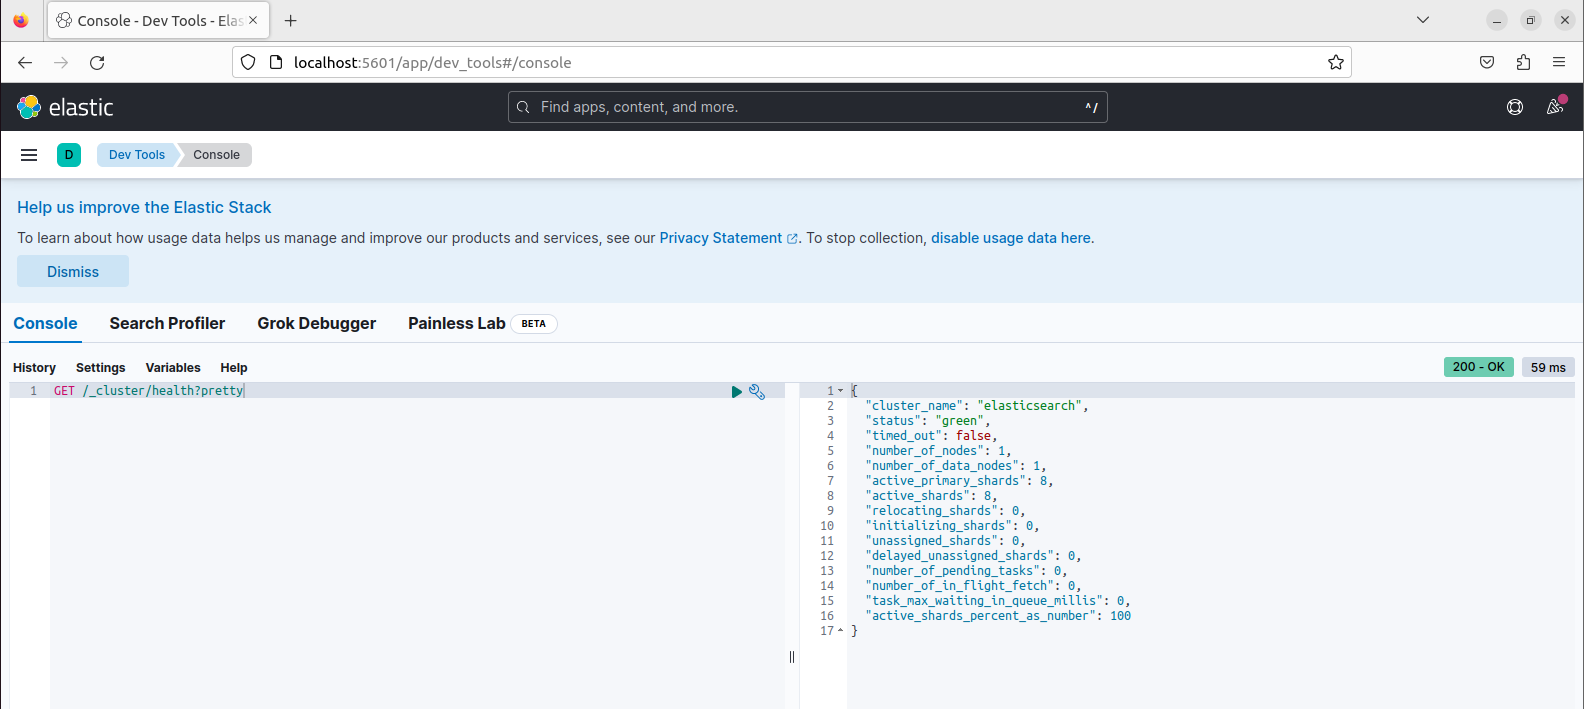 Console - Dev Tools - Elas
localhost:5601/app/dev_tools#/console
elastic
Find apps, content, and more.
^/
D
Dev Tools
Console
Help us improve the Elastic Stack
To learn about how usage data helps us manage and improve our products and services, see our Privacy Statement. To stop collection, disable usage data here.
Dismiss
Console Search Profiler Grok Debugger Painless Lab BETA
History Settings Variables Help
200 - OK 59 ms
1 GET /_cluster/health?pretty
1 {
2 "cluster_name": "elasticsearch",
3 "status": "green",
4 "timed_out": false,
5 "number_of_nodes": 1,
6 "number_of_data_nodes": 1,
7 "active_primary_shards": 8,
8 "active_shards": 8,
9 "relocating_shards": 0,
10 "initializing_shards": 0,
11 "unassigned_shards": 0,
12 "delayed_unassigned_shards": 0,
13 "number_of_pending_tasks": 0,
14 "number_of_in_flight_fetch": 0,
15 "task_max_waiting_in_queue_millis": 0,
16 "active_shards_percent_as_number": 100
17 }